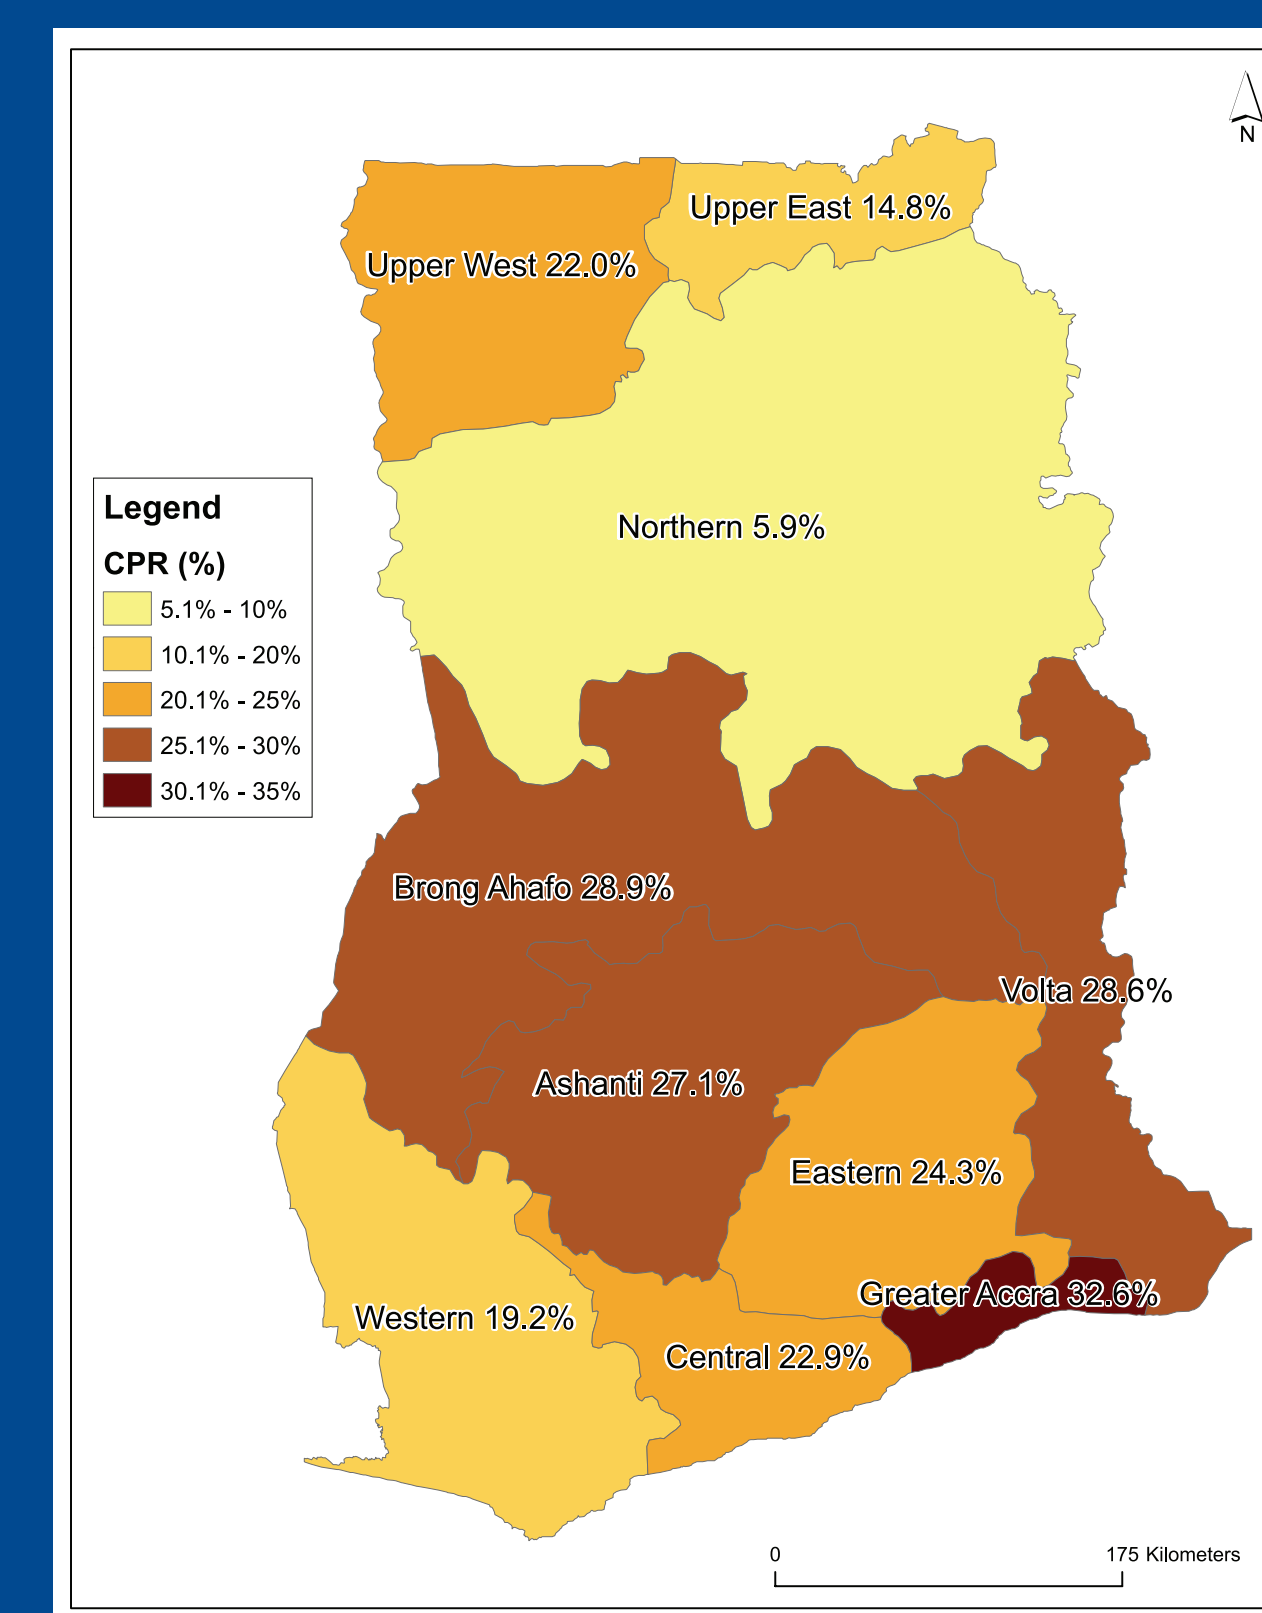 N
Upper East 14.8%
Upper West 22.0%
Northern 5.9%
Legend
CPR (%)
5.1% - 10%
10.1% - 20%
20.1% - 25%
25.1% - 30%
30.1% - 35%
Brong Ahafo 28.9%
Volta 28.6%
Ashanti 27.1%
Eastern 24.3%
Greater Accra 32.6%
Western 19.2%
Central 22.9%
0 175 Kilometers